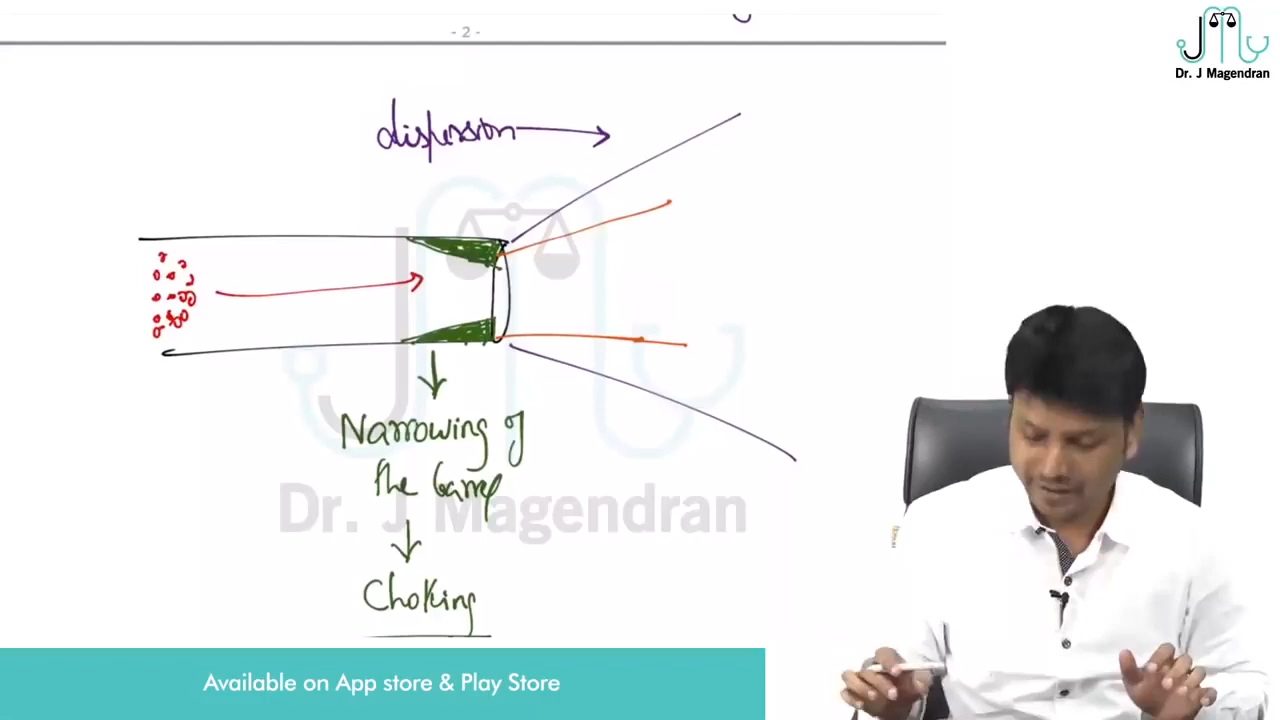 - 2 -
Dr. J Magendran
dispersion
Narrowing of
the barrel
Choking
Dr. J Magendran
Available on App store & Play Store